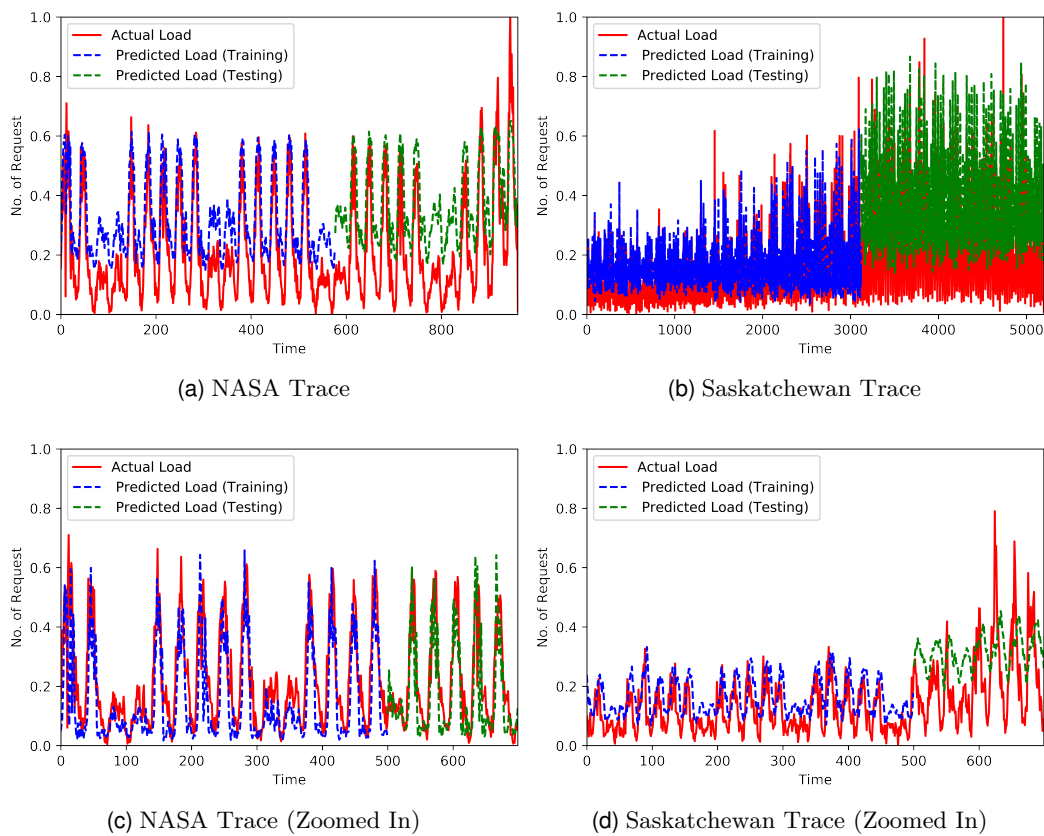 1.0
0.8
0.6
0.4
0.2
0.0
No. of Request
Actual Load
Predicted Load (Training)
Predicted Load (Testing)
0 200 400 600 800
Time
(a) NASA Trace
1.0
0.8
0.6
0.4
0.2
0.0
No. of Request
Actual Load
Predicted Load (Training)
Predicted Load (Testing)
0 1000 2000 3000 4000 5000
Time
(b) Saskatchewan Trace
1.0
0.8
0.6
0.4
0.2
0.0
No. of Request
Actual Load
Predicted Load (Training)
Predicted Load (Testing)
0 100 200 300 400 500 600
Time
(c) NASA Trace (Zoomed In)
1.0
0.8
0.6
0.4
0.2
0.0
No. of Request
Actual Load
Predicted Load (Training)
Predicted Load (Testing)
0 100 200 300 400 500 600
Time
(d) Saskatchewan Trace (Zoomed In)